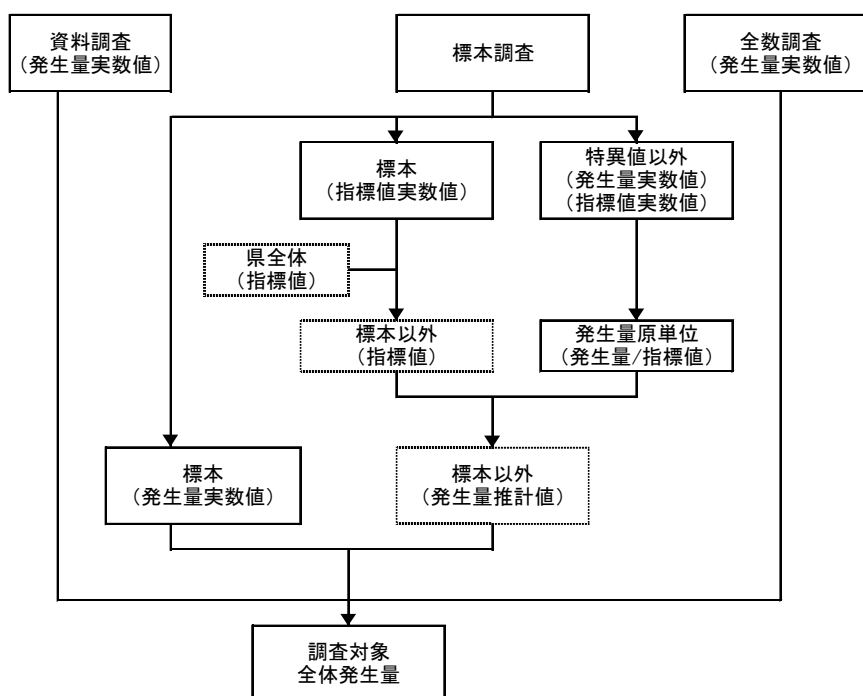 資料調査
（発生量実数値）
標本調査
全数調査
（発生量実数値）
標本
（指標値実数値）
特異値以外
（発生量実数値）
（指標値実数値）
県全体
（指標値）
標本以外
（指標値）
発生量原単位
（発生量/指標値）
標本
（発生量実数値）
標本以外
（発生量推計値）
調査対象
全体発生量